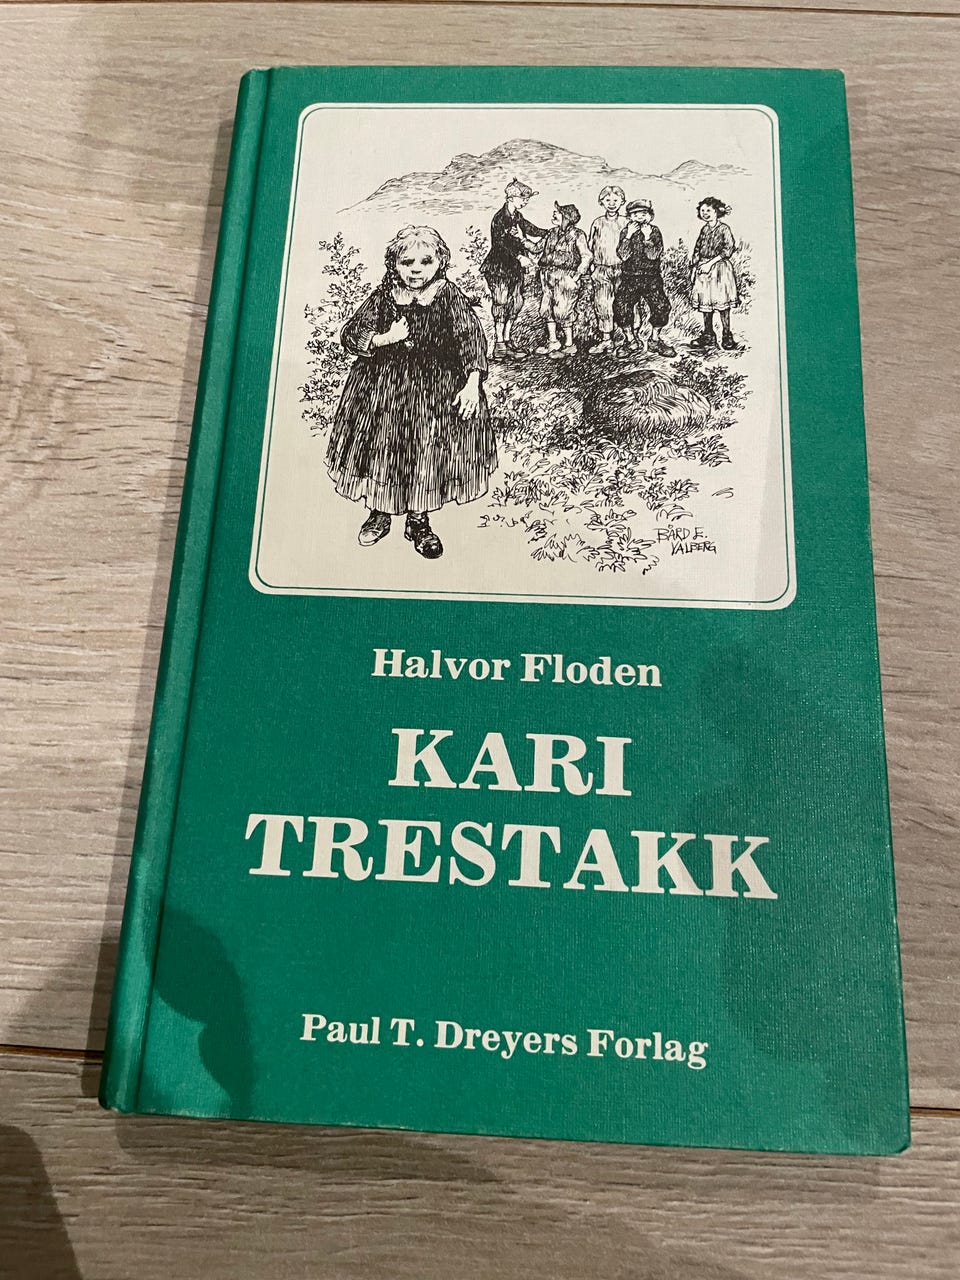 BÅRD E.
VALBERG
Halvor Floden
KARI
TRESTAKK
Paul T. Dreyers Forlag